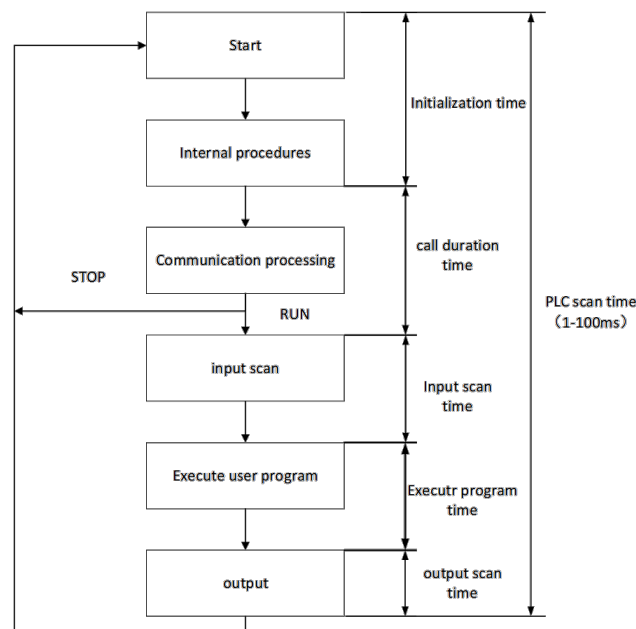 Start
Initialization time
Internal procedures
call duration
time
Communication processing
STOP
RUN
PLC scan time
（1-100ms）
input scan
Input scan
time
Execute user program
Executr program
time
output
output scan
time